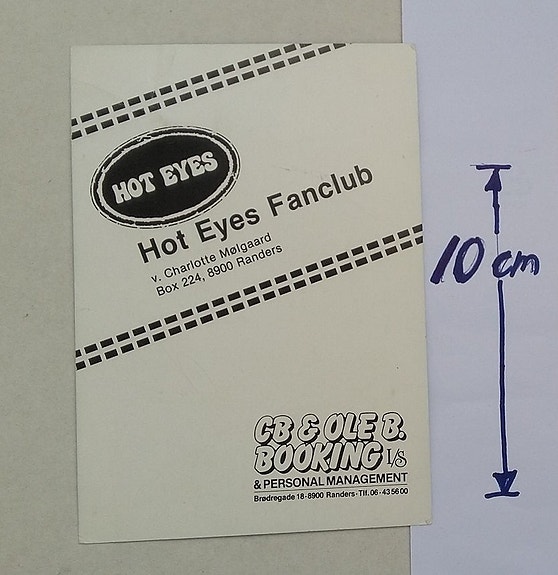 HOT EYES
Hot Eyes Fanclub
v. Charlotte Mølgaard
Box 224, 8900 Randers
10 cm
CB & OLE B.
BOOKING I/S
& PERSONAL MANAGEMENT
Brødregade 18-8900 Randers-Tlf. 06-43 56 00